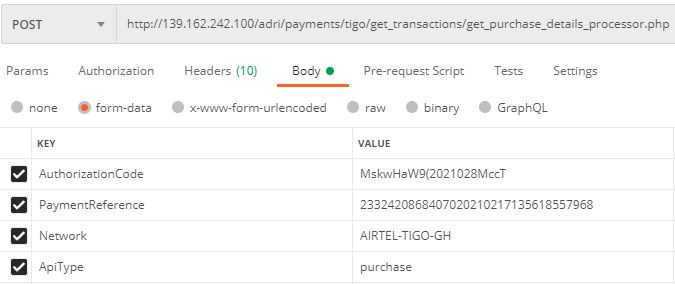 POST http://139.162.242.100/adri/payments/tigo/get_transactions/get_purchase_details_processor.php
Params Authorization Headers (10) Body Pre-request Script Tests Settings
none form-data x-www-form-urlencoded raw binary GraphQL
KEY VALUE
AuthorizationCode MskwHaW9(2021028MccT
PaymentReference 2332420868407020210217135618557968
Network AIRTEL-TIGO-GH
ApiType purchase